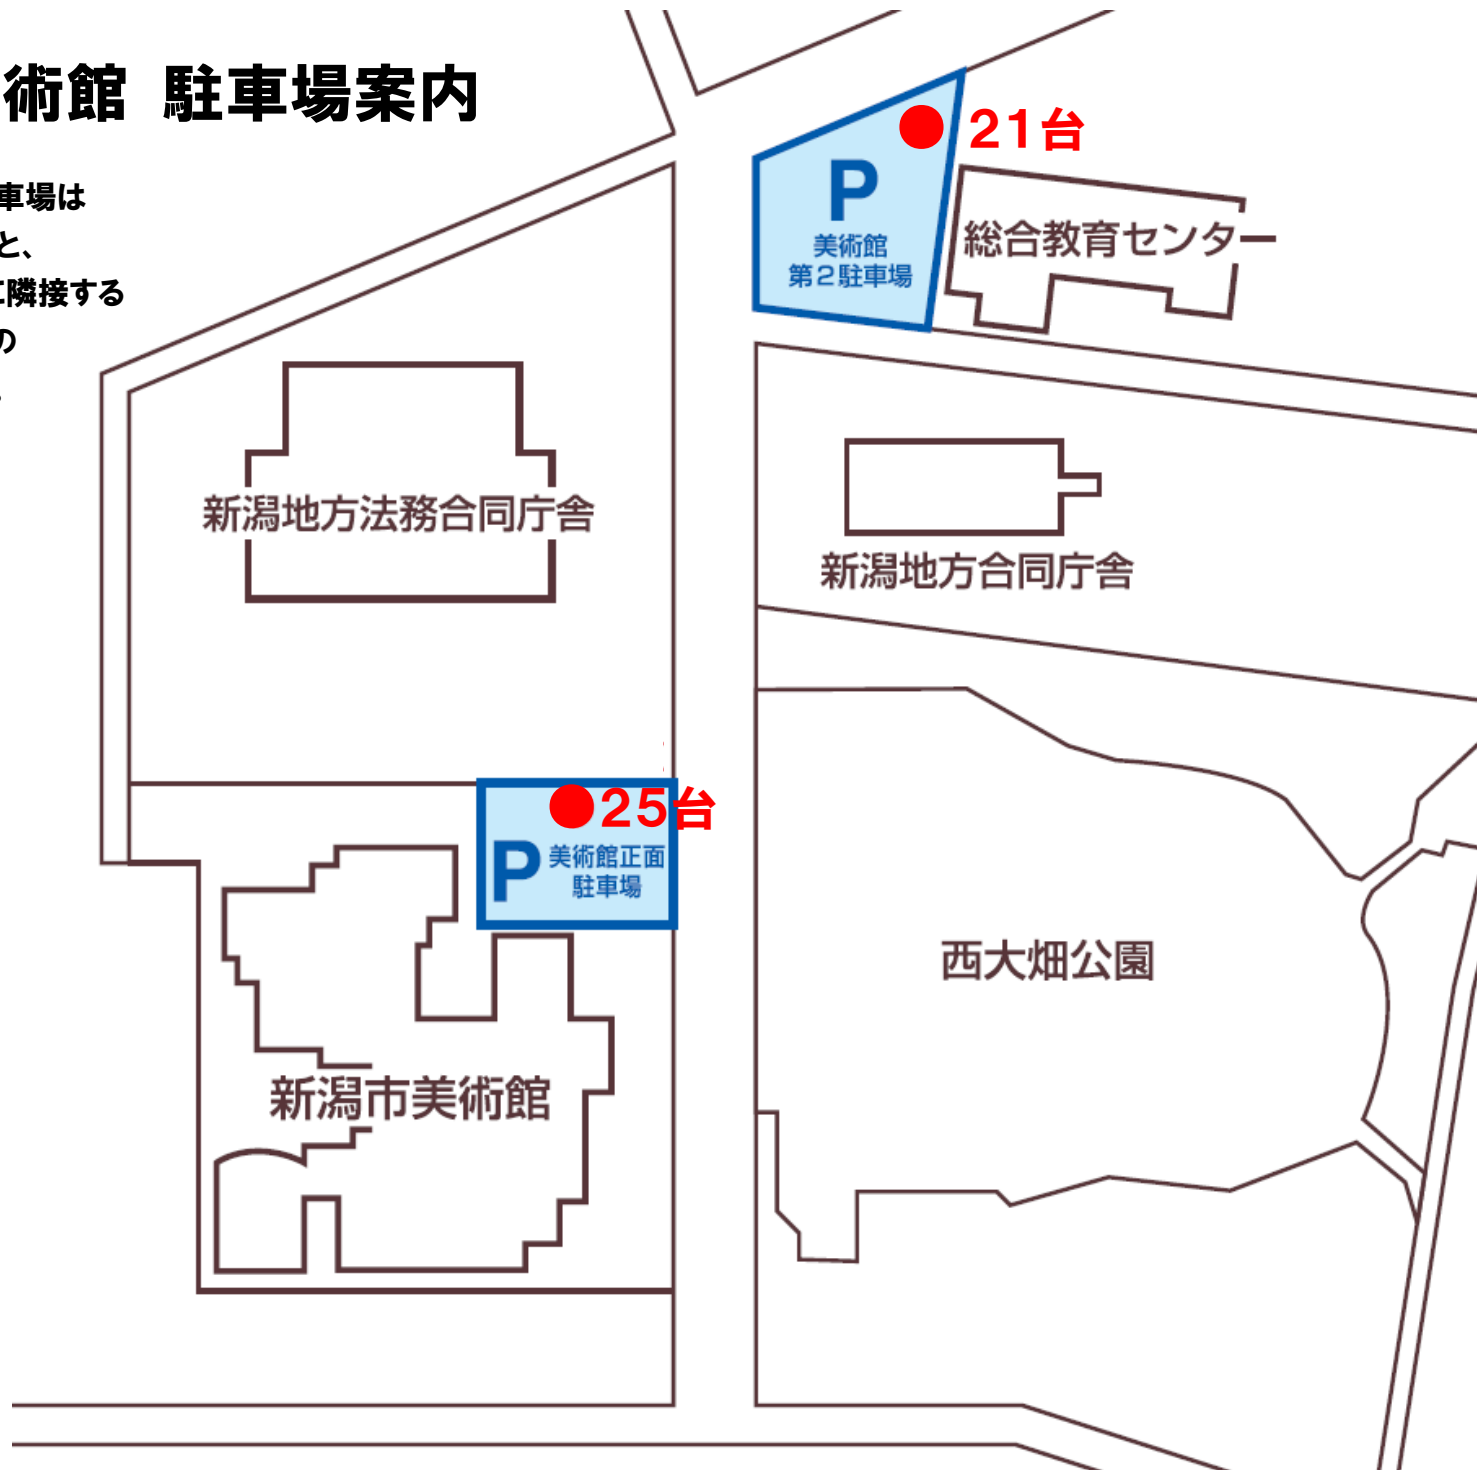 術館 駐車場案内
車場は
と、
に隣接する
の
21台
P
美術館
第2駐車場
総合教育センター
新潟地方法務合同庁舎
新潟地方合同庁舎
25台
P 美術館正面
駐車場
西大畑公園
新潟市美術館